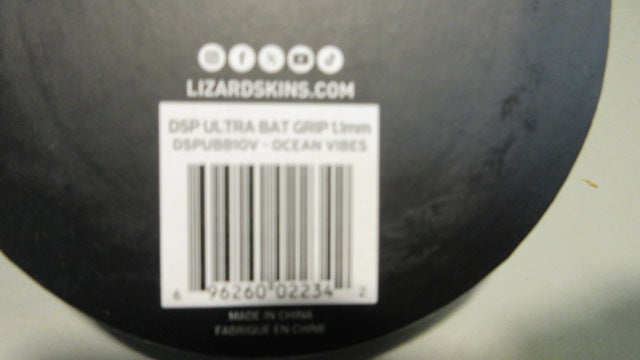 LIZARDSKINS.COM
DSP ULTRA BAT GRIP 1.1mm
DSPUBB10V - OCEAN VIBES
6 96260 02234 2
MADE IN CHINA
FABRIQUÉ EN CHINE